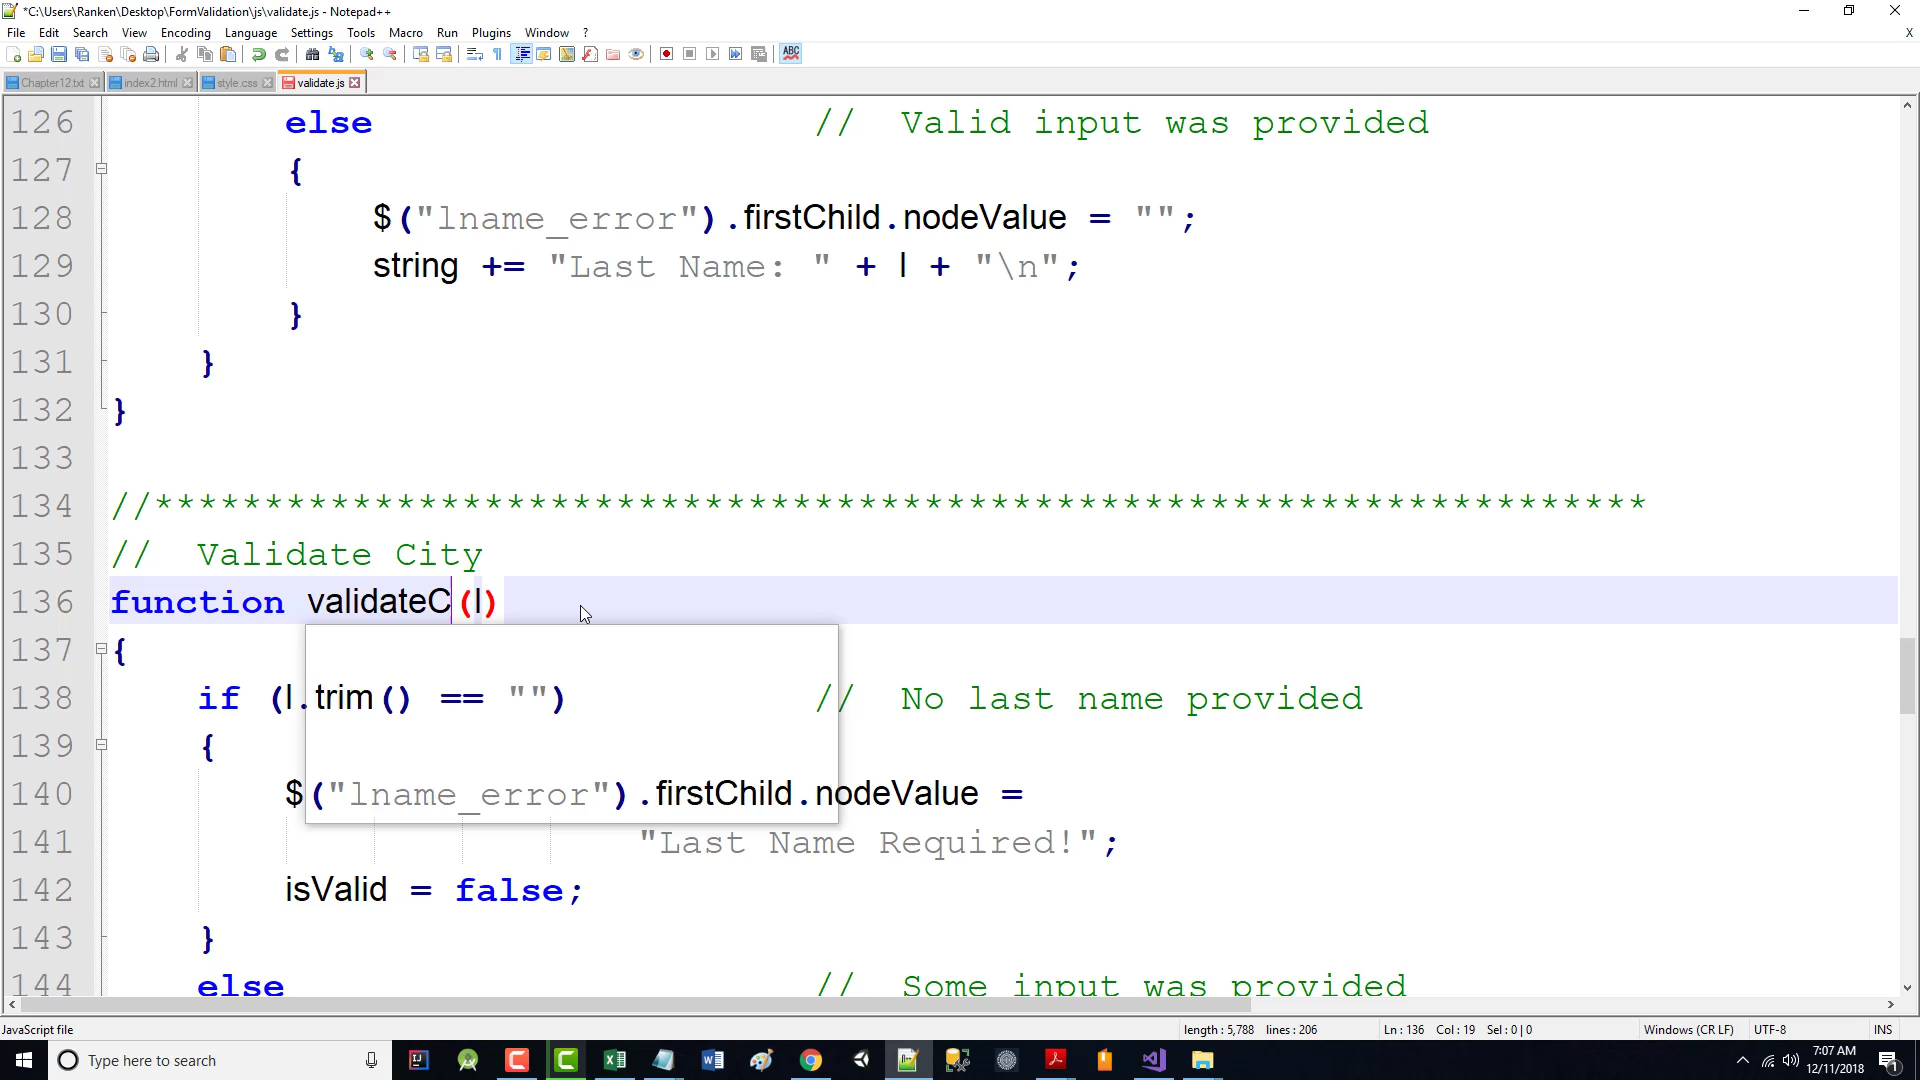 *C:\Users\Ranken\Desktop\FormValidation\js\validate.js - Notepad++
File Edit Search View Encoding Language Settings Tools Macro Run Plugins Window ? X
Chapter12.txt index2.html style.css validate.js
126 else // Valid input was provided
127 {
128 $("lname_error").firstChild.nodeValue = "";
129 string += "Last Name: " + l + "\n";
130 }
131 }
132 }
133
134 //********************************************************************
135 // Validate City
136 function validateC(l)
137 {
138 if (l.trim() == "") // No last name provided
139 {
140 $("lname_error").firstChild.nodeValue =
141 "Last Name Required!";
142 isValid = false;
143 }
144 else // Some input was provided
JavaScript file length : 5,788 lines : 206 Ln : 136 Col : 19 Sel : 0 | 0 Windows (CR LF) UTF-8 INS
Type here to search 7:07 AM
12/11/2018